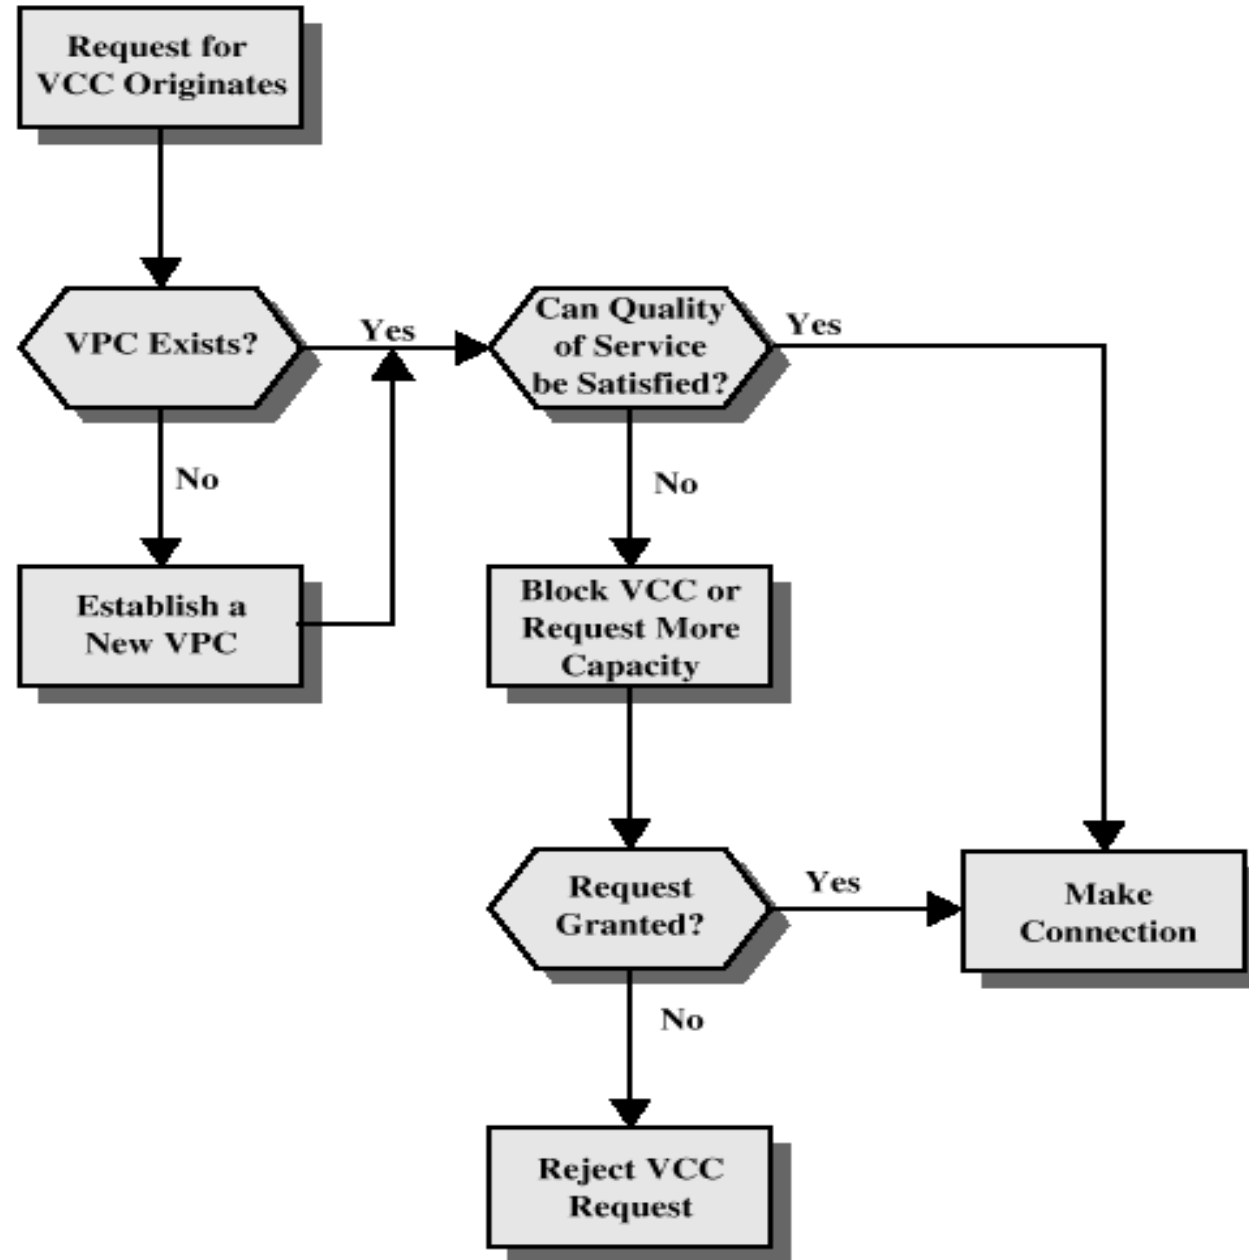 Request for
VCC Originates
VPC Exists?
Yes
Can Quality
of Service
be Satisfied?
Yes
No
No
Establish a
New VPC
Block VCC or
Request More
Capacity
Request
Granted?
Yes
Make
Connection
No
Reject VCC
Request